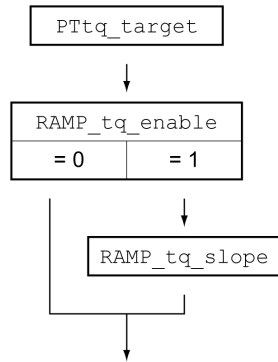 PTtq_target
RAMP_tq_enable
= 0 = 1
RAMP_tq_slope